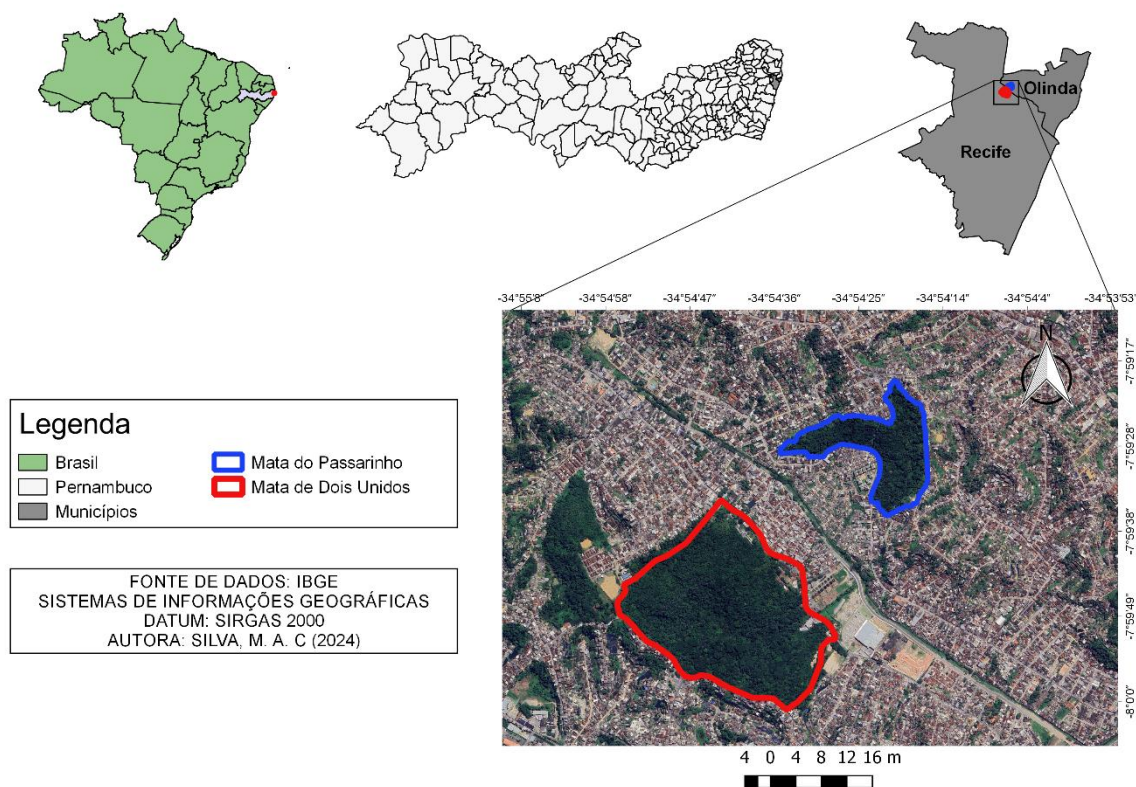 Olinda
Recife
-34°55'8"
-34°54'58"
-34°54'47"
-34°54'36"
-34°54'25"
-34°54'14"
-34°54'4"
-34°53'53"
N
-7°59'17"
-7°59'28"
-7°59'38"
-7°59'49"
-8°0'0"
Legenda
Brasil
Mata do Passarinho
Pernambuco
Mata de Dois Unidos
Municípios
FONTE DE DADOS: IBGE
SISTEMAS DE INFORMAÇÕES GEOGRÁFICAS
DATUM: SIRGAS 2000
AUTORA: SILVA, M. A. C (2024)
4 0 4 8 12 16 m